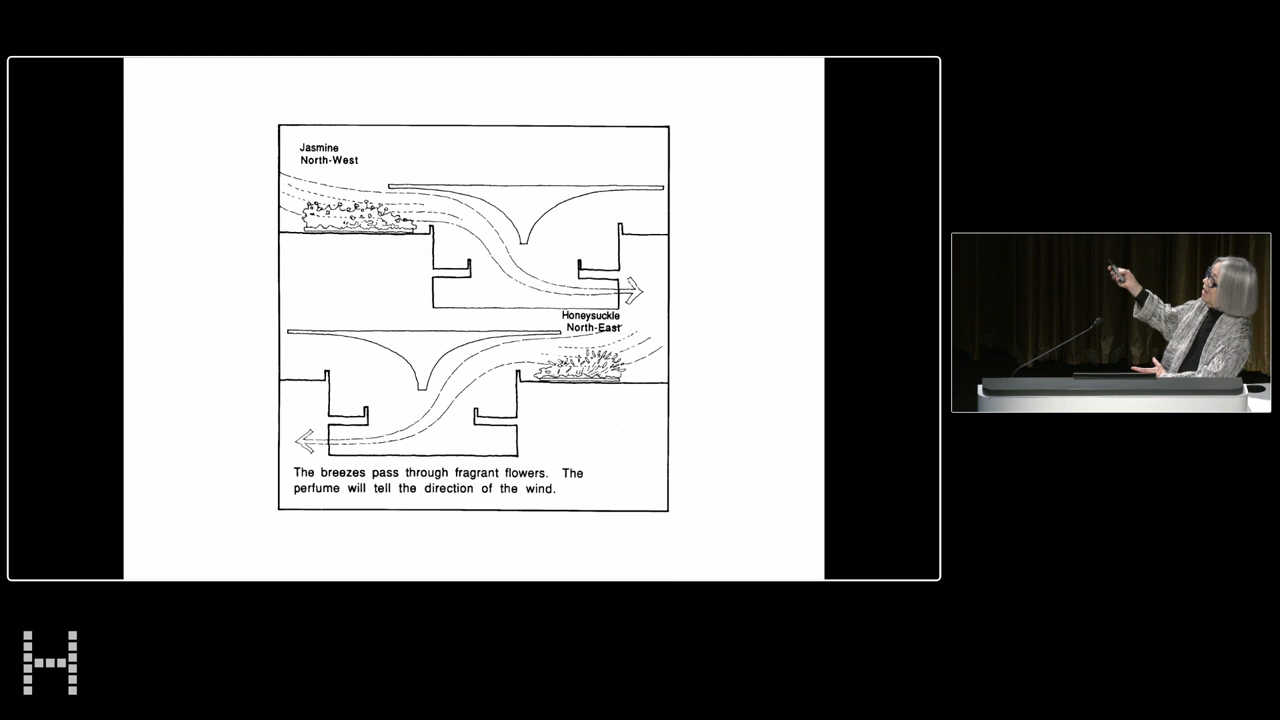 Jasmine
North-West
Honeysuckle
North-East
The breezes pass through fragrant flowers. The
perfume will tell the direction of the wind.
H